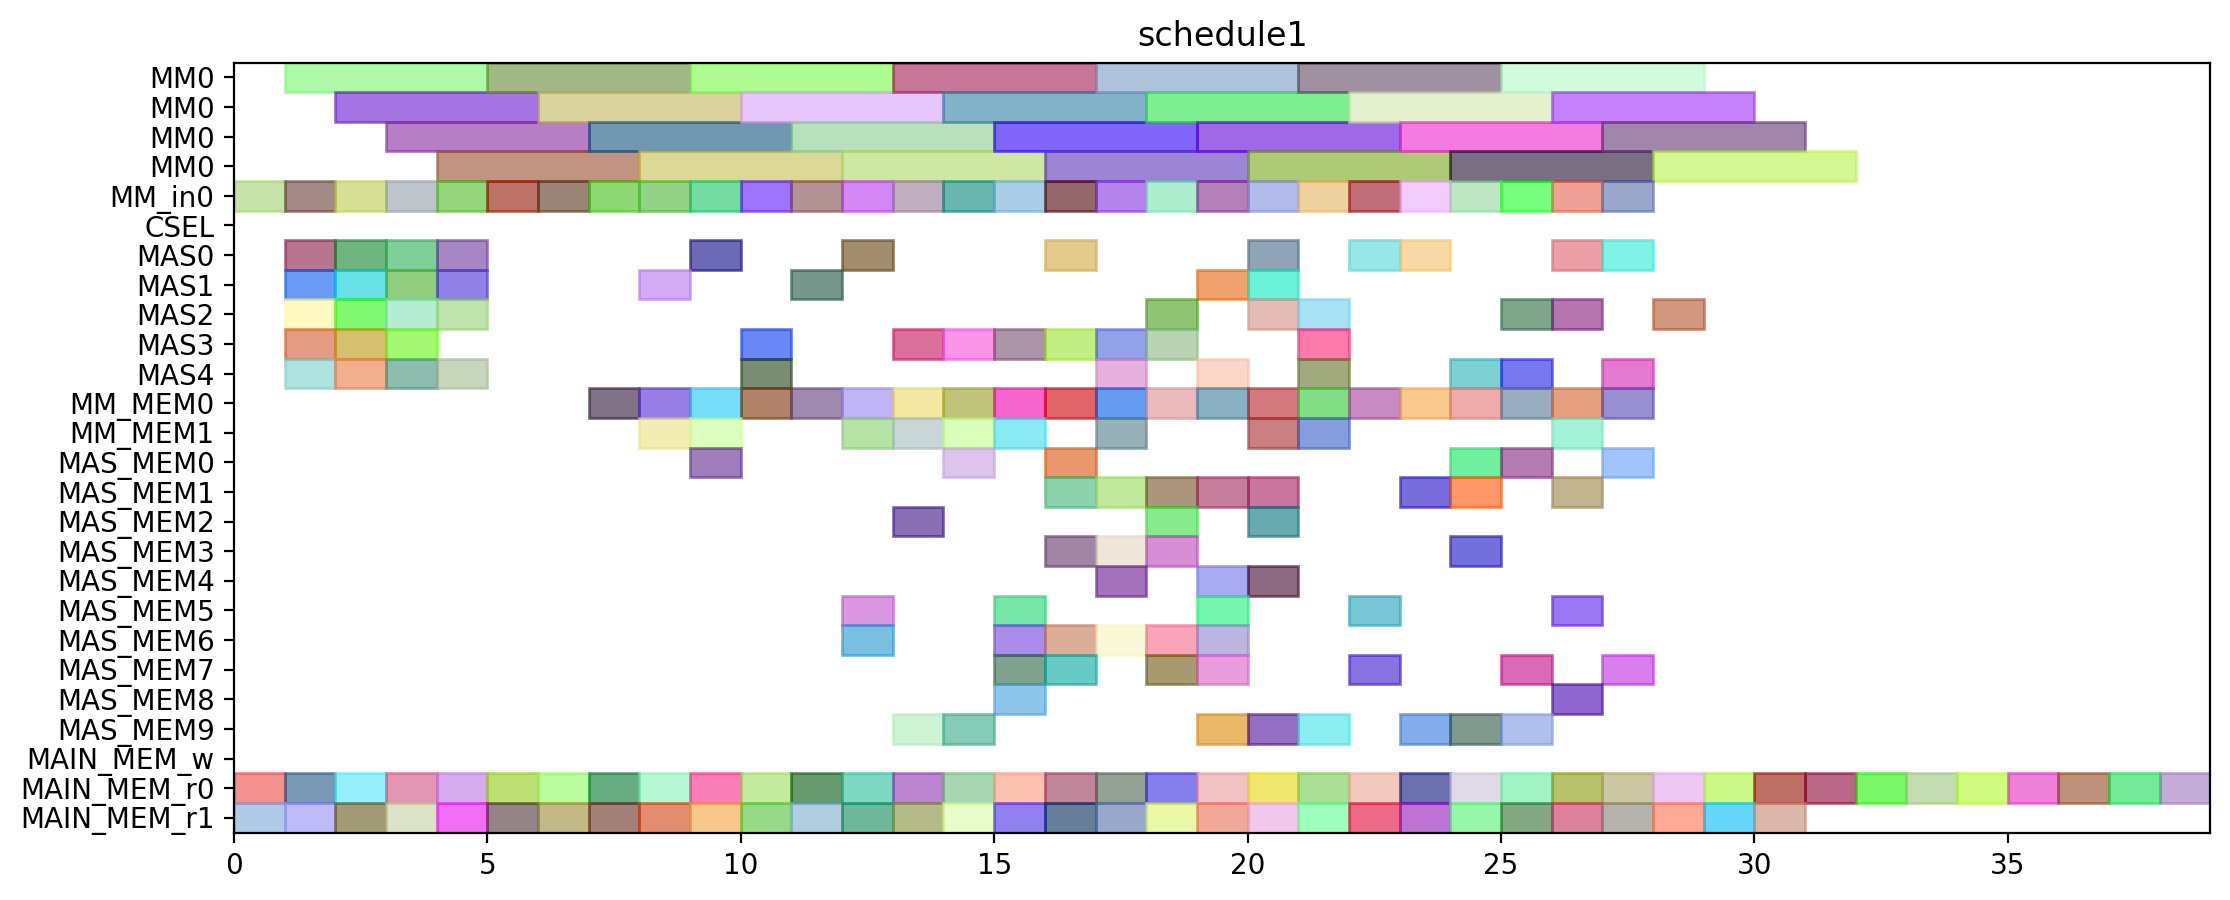 schedule1
MM0
MM0
MM0
MM0
MM_in0
CSEL
MAS0
MAS1
MAS2
MAS3
MAS4
MM_MEM0
MM_MEM1
MAS_MEM0
MAS_MEM1
MAS_MEM2
MAS_MEM3
MAS_MEM4
MAS_MEM5
MAS_MEM6
MAS_MEM7
MAS_MEM8
MAS_MEM9
MAIN_MEM_w
MAIN_MEM_r0
MAIN_MEM_r1
0 5 10 15 20 25 30 35